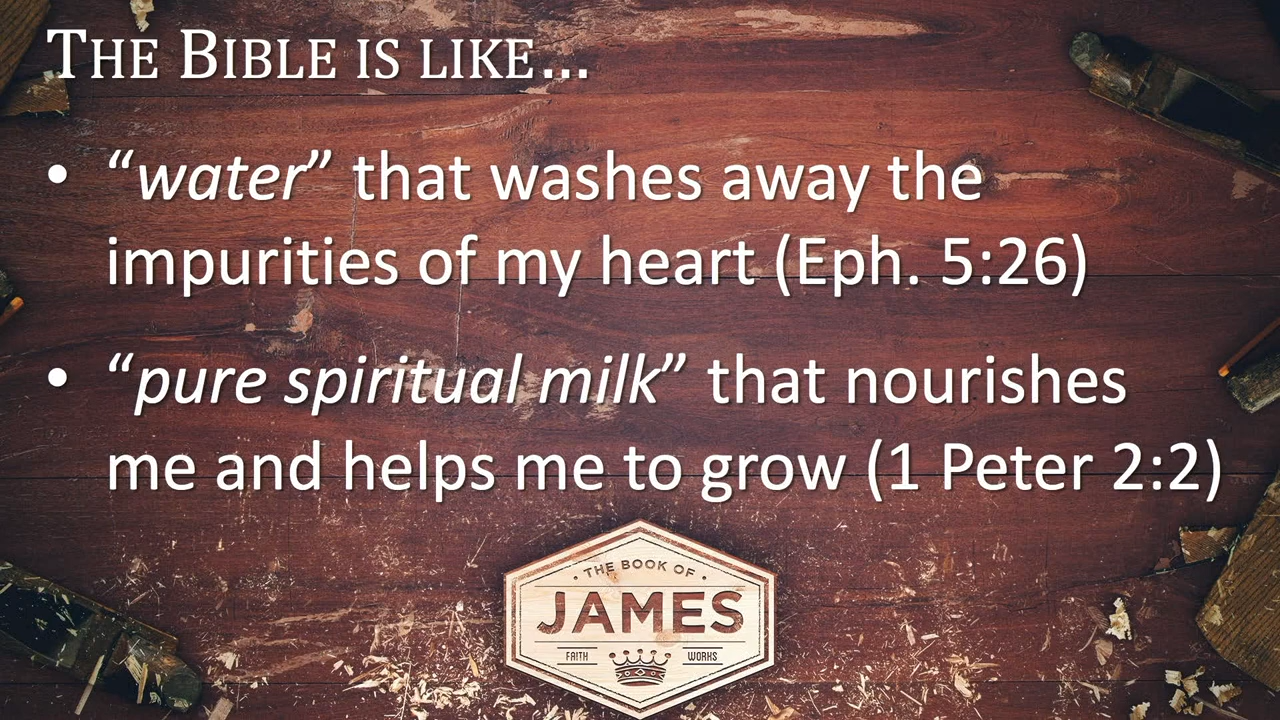 THE BIBLE IS LIKE…
• “water” that washes away the
impurities of my heart (Eph. 5:26)
• “pure spiritual milk” that nourishes
me and helps me to grow (1 Peter 2:2)
• THE BOOK OF •
JAMES
FAITH WORKS